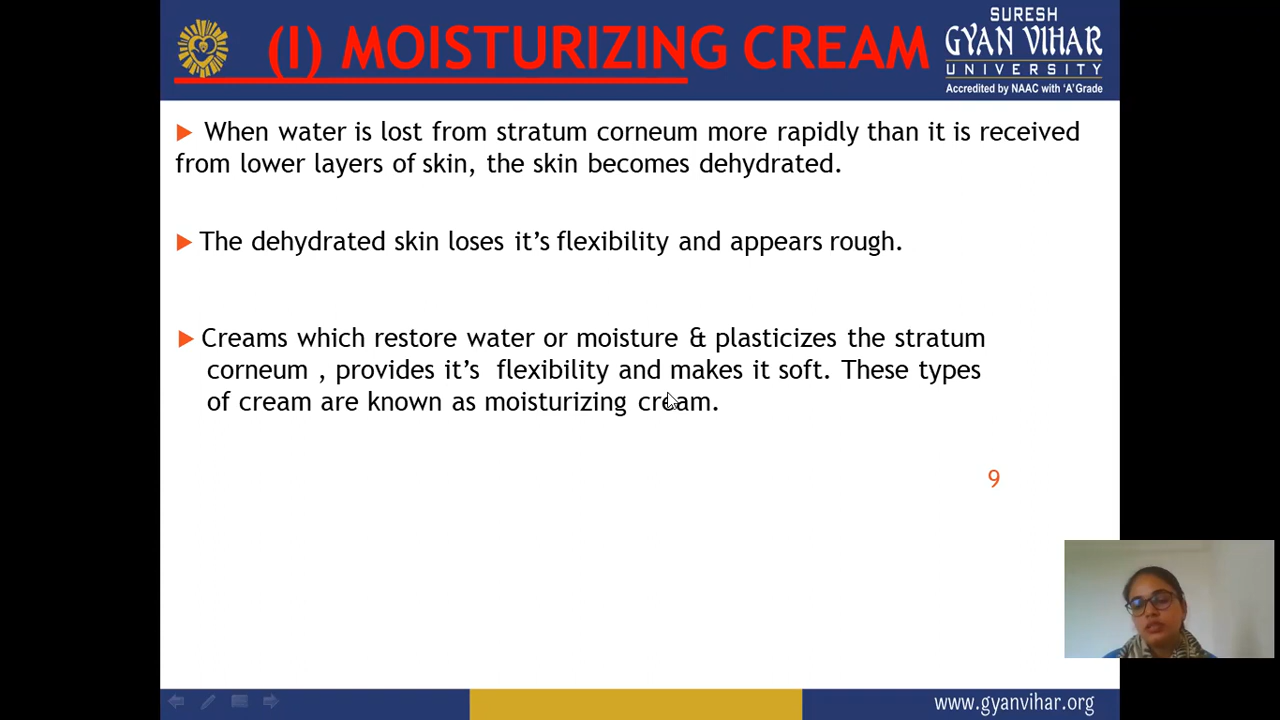 (I) MOISTURIZING CREAM
SURESH
GYAN VIHAR
UNIVERSITY
Accredited by NAAC with ‘A’ Grade
When water is lost from stratum corneum more rapidly than it is received
from lower layers of skin, the skin becomes dehydrated.
The dehydrated skin loses it’s flexibility and appears rough.
Creams which restore water or moisture & plasticizes the stratum
corneum , provides it’s flexibility and makes it soft. These types
of cream are known as moisturizing cream.
9
www.gyanvihar.org